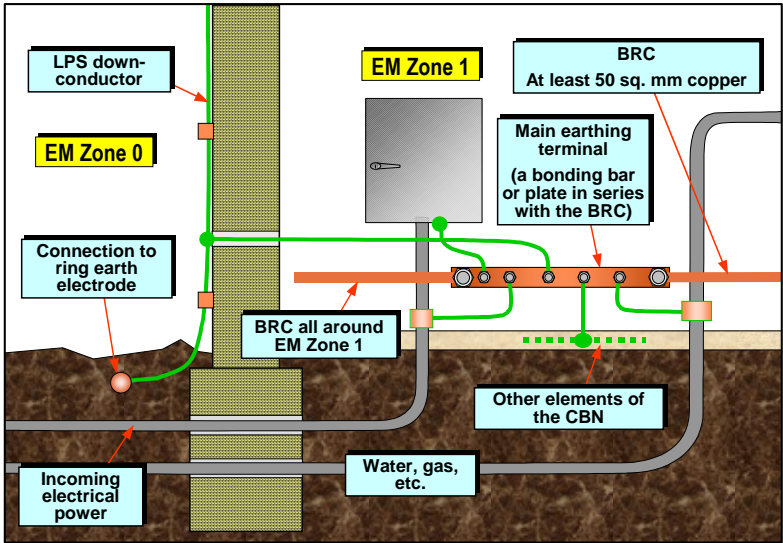 LPS down-
conductor
EM Zone 1
BRC
At least 50 sq. mm copper
EM Zone 0
Main earthing
terminal
(a bonding bar
or plate in series
with the BRC)
Connection to
ring earth
electrode
BRC all around
EM Zone 1
Other elements of
the CBN
Incoming
electrical
power
Water, gas,
etc.